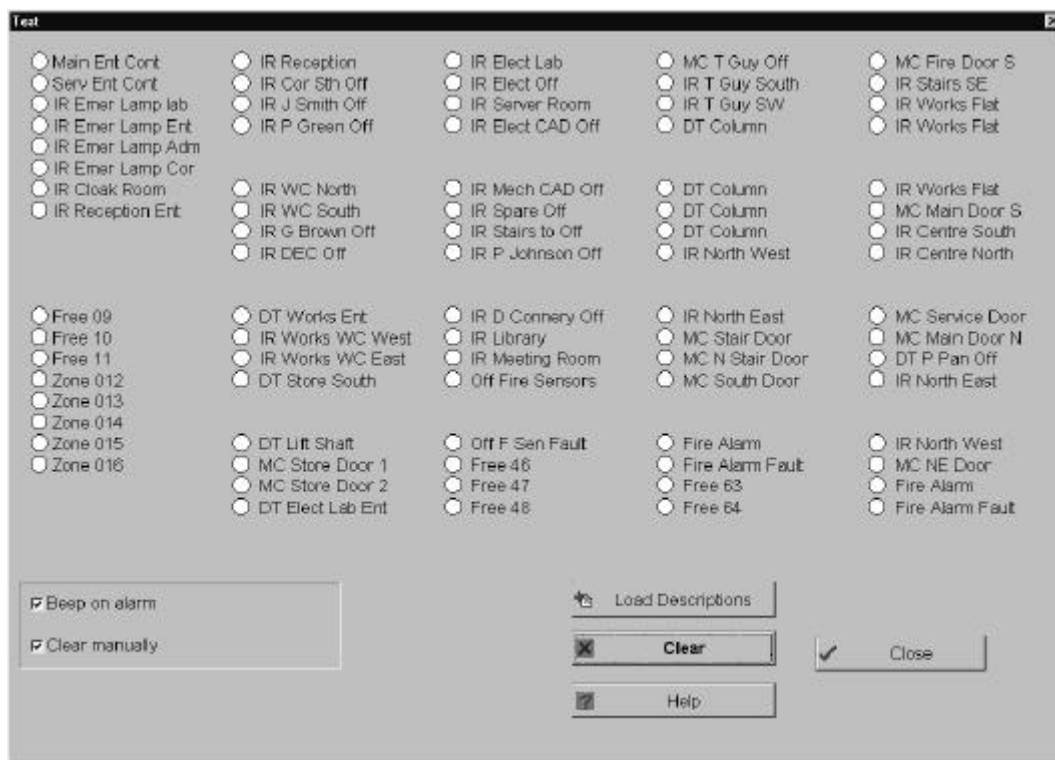 Test
Main Ent Cont
Serv Ent Cont
IR Emer Lamp lab
IR Emer Lamp Ent
IR Emer Lamp Adm
IR Emer Lamp Cor
IR Cloak Room
IR Reception Ent
Free 09
Free 10
Free 11
Zone 012
Zone 013
Zone 014
Zone 015
Zone 016
IR Reception
IR Cor Sth Off
IR J Smith Off
IR P Green Off
IR WC North
IR WC South
IR G Brown Off
IR DEC Off
DT Works Ent
IR Works WC West
IR Works WC East
DT Store South
DT Lift Shaft
MC Store Door 1
MC Store Door 2
DT Elect Lab Ent
IR Elect Lab
IR Elect Off
IR Server Room
IR Elect CAD Off
IR Mech CAD Off
IR Spare Off
IR Stairs to Off
IR P Johnson Off
IR D Connery Off
IR Library
IR Meeting Room
Off Fire Sensors
Off F Sen Fault
Free 46
Free 47
Free 48
MC T Guy Off
IR T Guy South
IR T Guy SW
DT Column
DT Column
DT Column
DT Column
IR North West
IR North East
MC Stair Door
MC N Stair Door
MC South Door
Fire Alarm
Fire Alarm Fault
Free 63
Free 64
MC Fire Door S
IR Stairs SE
IR Works Flat
IR Works Flat
IR Works Flat
MC Main Door S
IR Centre South
IR Centre North
MC Service Door
MC Main Door N
DT P Pan Off
IR North East
IR North West
MC NE Door
Fire Alarm
Fire Alarm Fault
Beep on alarm
Clear manually
Load Descriptions
Clear
Close
Help